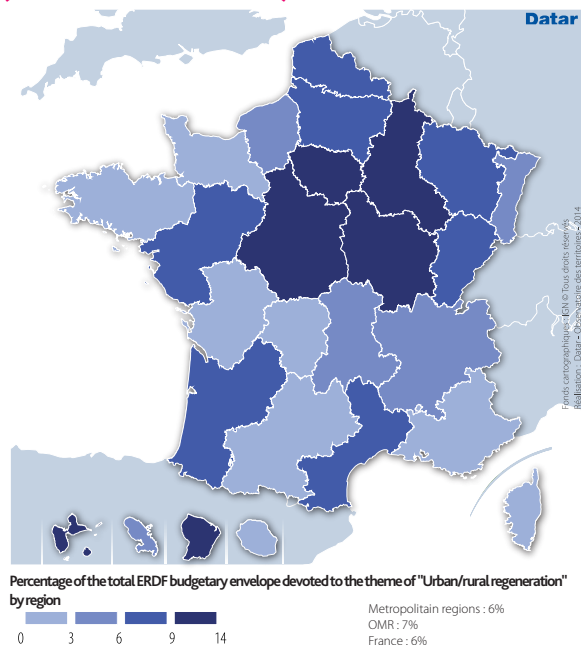 Datar
Fonds cartographiques IGN © Tous droits réservés
Réalisation : Datar - Observatoire des territoires - 2014
Percentage of the total ERDF budgetary envelope devoted to the theme of "Urban/rural regeneration"
by region
0 3 6 9 14
Metropolitain regions : 6%
OMR : 7%
France : 6%